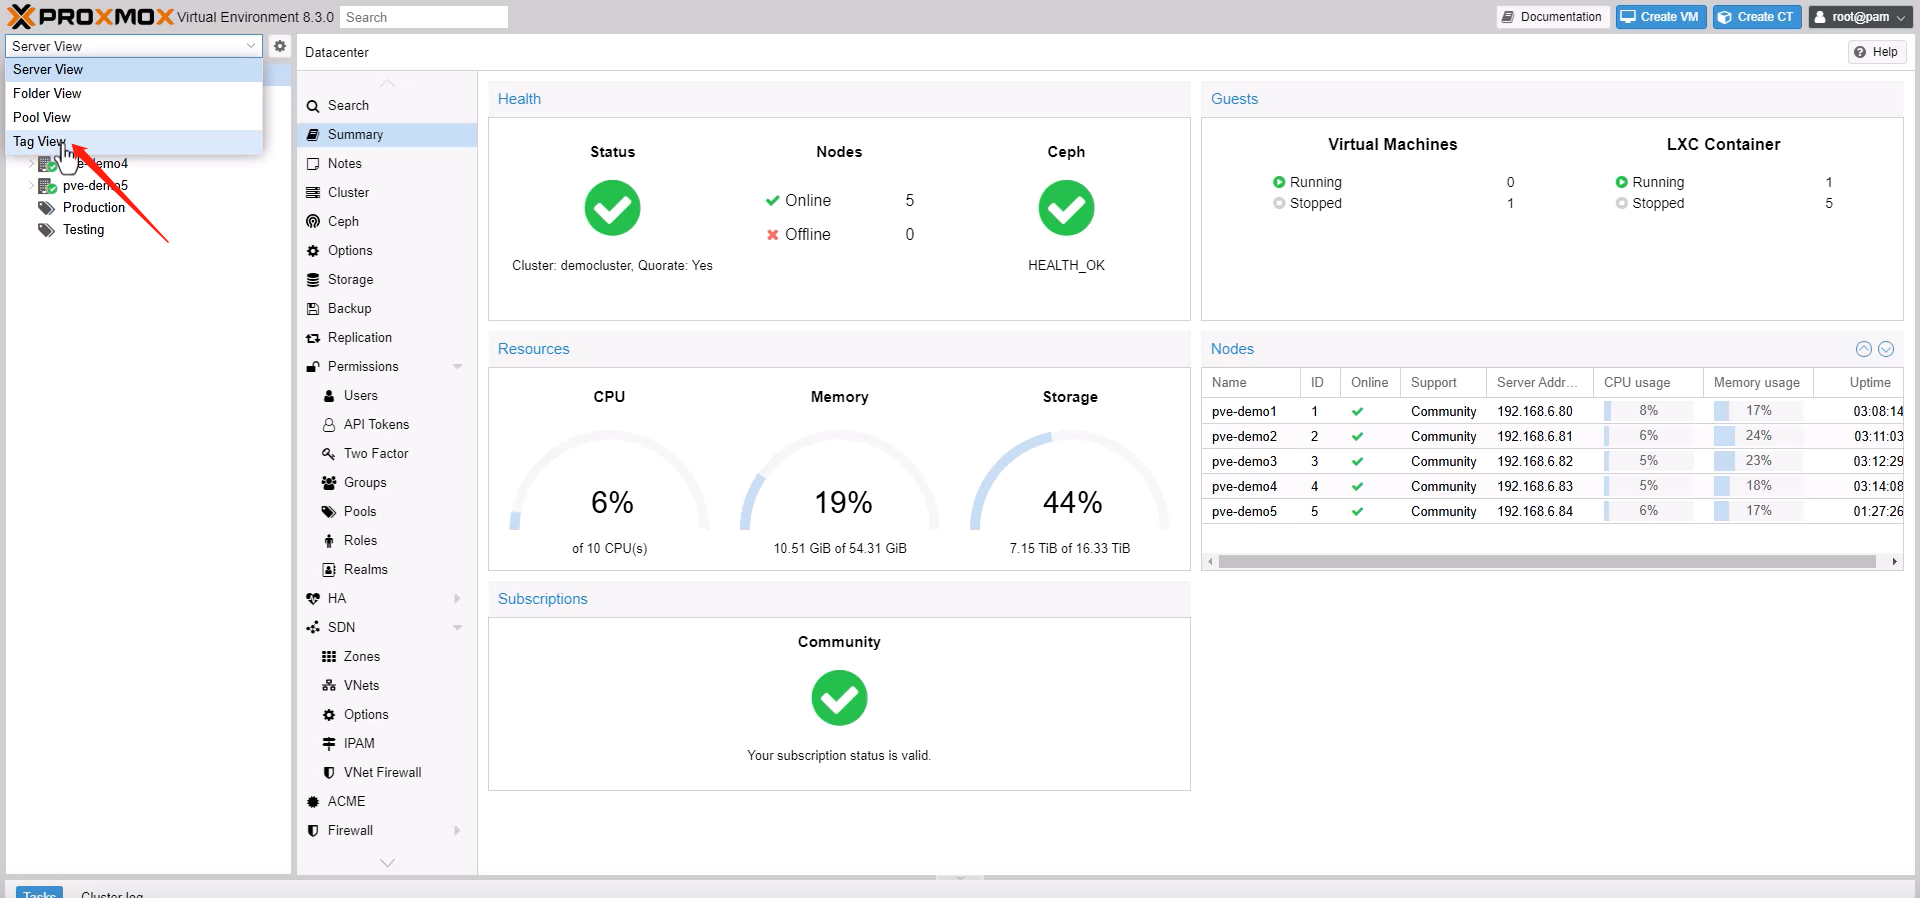 PROXMOX Virtual Environment 8.3.0 Search Documentation Create VM Create CT root@pam
Server View
Server View
Folder View
Pool View
Tag View
pve-demo5
Production
Testing
Datacenter Help
Search
Summary
Notes
Cluster
Ceph
Options
Storage
Backup
Replication
Permissions
Users
API Tokens
Two Factor
Groups
Pools
Roles
Realms
HA
SDN
Zones
VNets
Options
IPAM
VNet Firewall
ACME
Firewall
Health
Status Nodes Ceph
Online 5
Offline 0
Cluster: democluster, Quorate: Yes HEALTH_OK
Guests
Virtual Machines LXC Container
Running 0 Running 1
Stopped 1 Stopped 5
Resources
CPU Memory Storage
6% 19% 44%
of 10 CPU(s) 10.51 GiB of 54.31 GiB 7.15 TiB of 16.33 TiB
Nodes
Name ID Online Support Server Addr... CPU usage Memory usage Uptime
pve-demo1 1 Community 192.168.6.80 8% 17% 03:08:14
pve-demo2 2 Community 192.168.6.81 6% 24% 03:11:03
pve-demo3 3 Community 192.168.6.82 5% 23% 03:12:29
pve-demo4 4 Community 192.168.6.83 5% 18% 03:14:08
pve-demo5 5 Community 192.168.6.84 6% 17% 01:27:26
Subscriptions
Community
Your subscription status is valid.
Tasks Cluster log